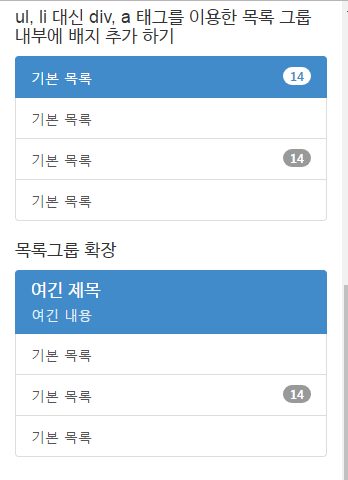 ul, li 대신 div, a 태그를 이용한 목록 그룹
내부에 배지 추가 하기
기본 목록 14
기본 목록
기본 목록 14
기본 목록
목록그룹 확장
여긴 제목
여긴 내용
기본 목록
기본 목록 14
기본 목록